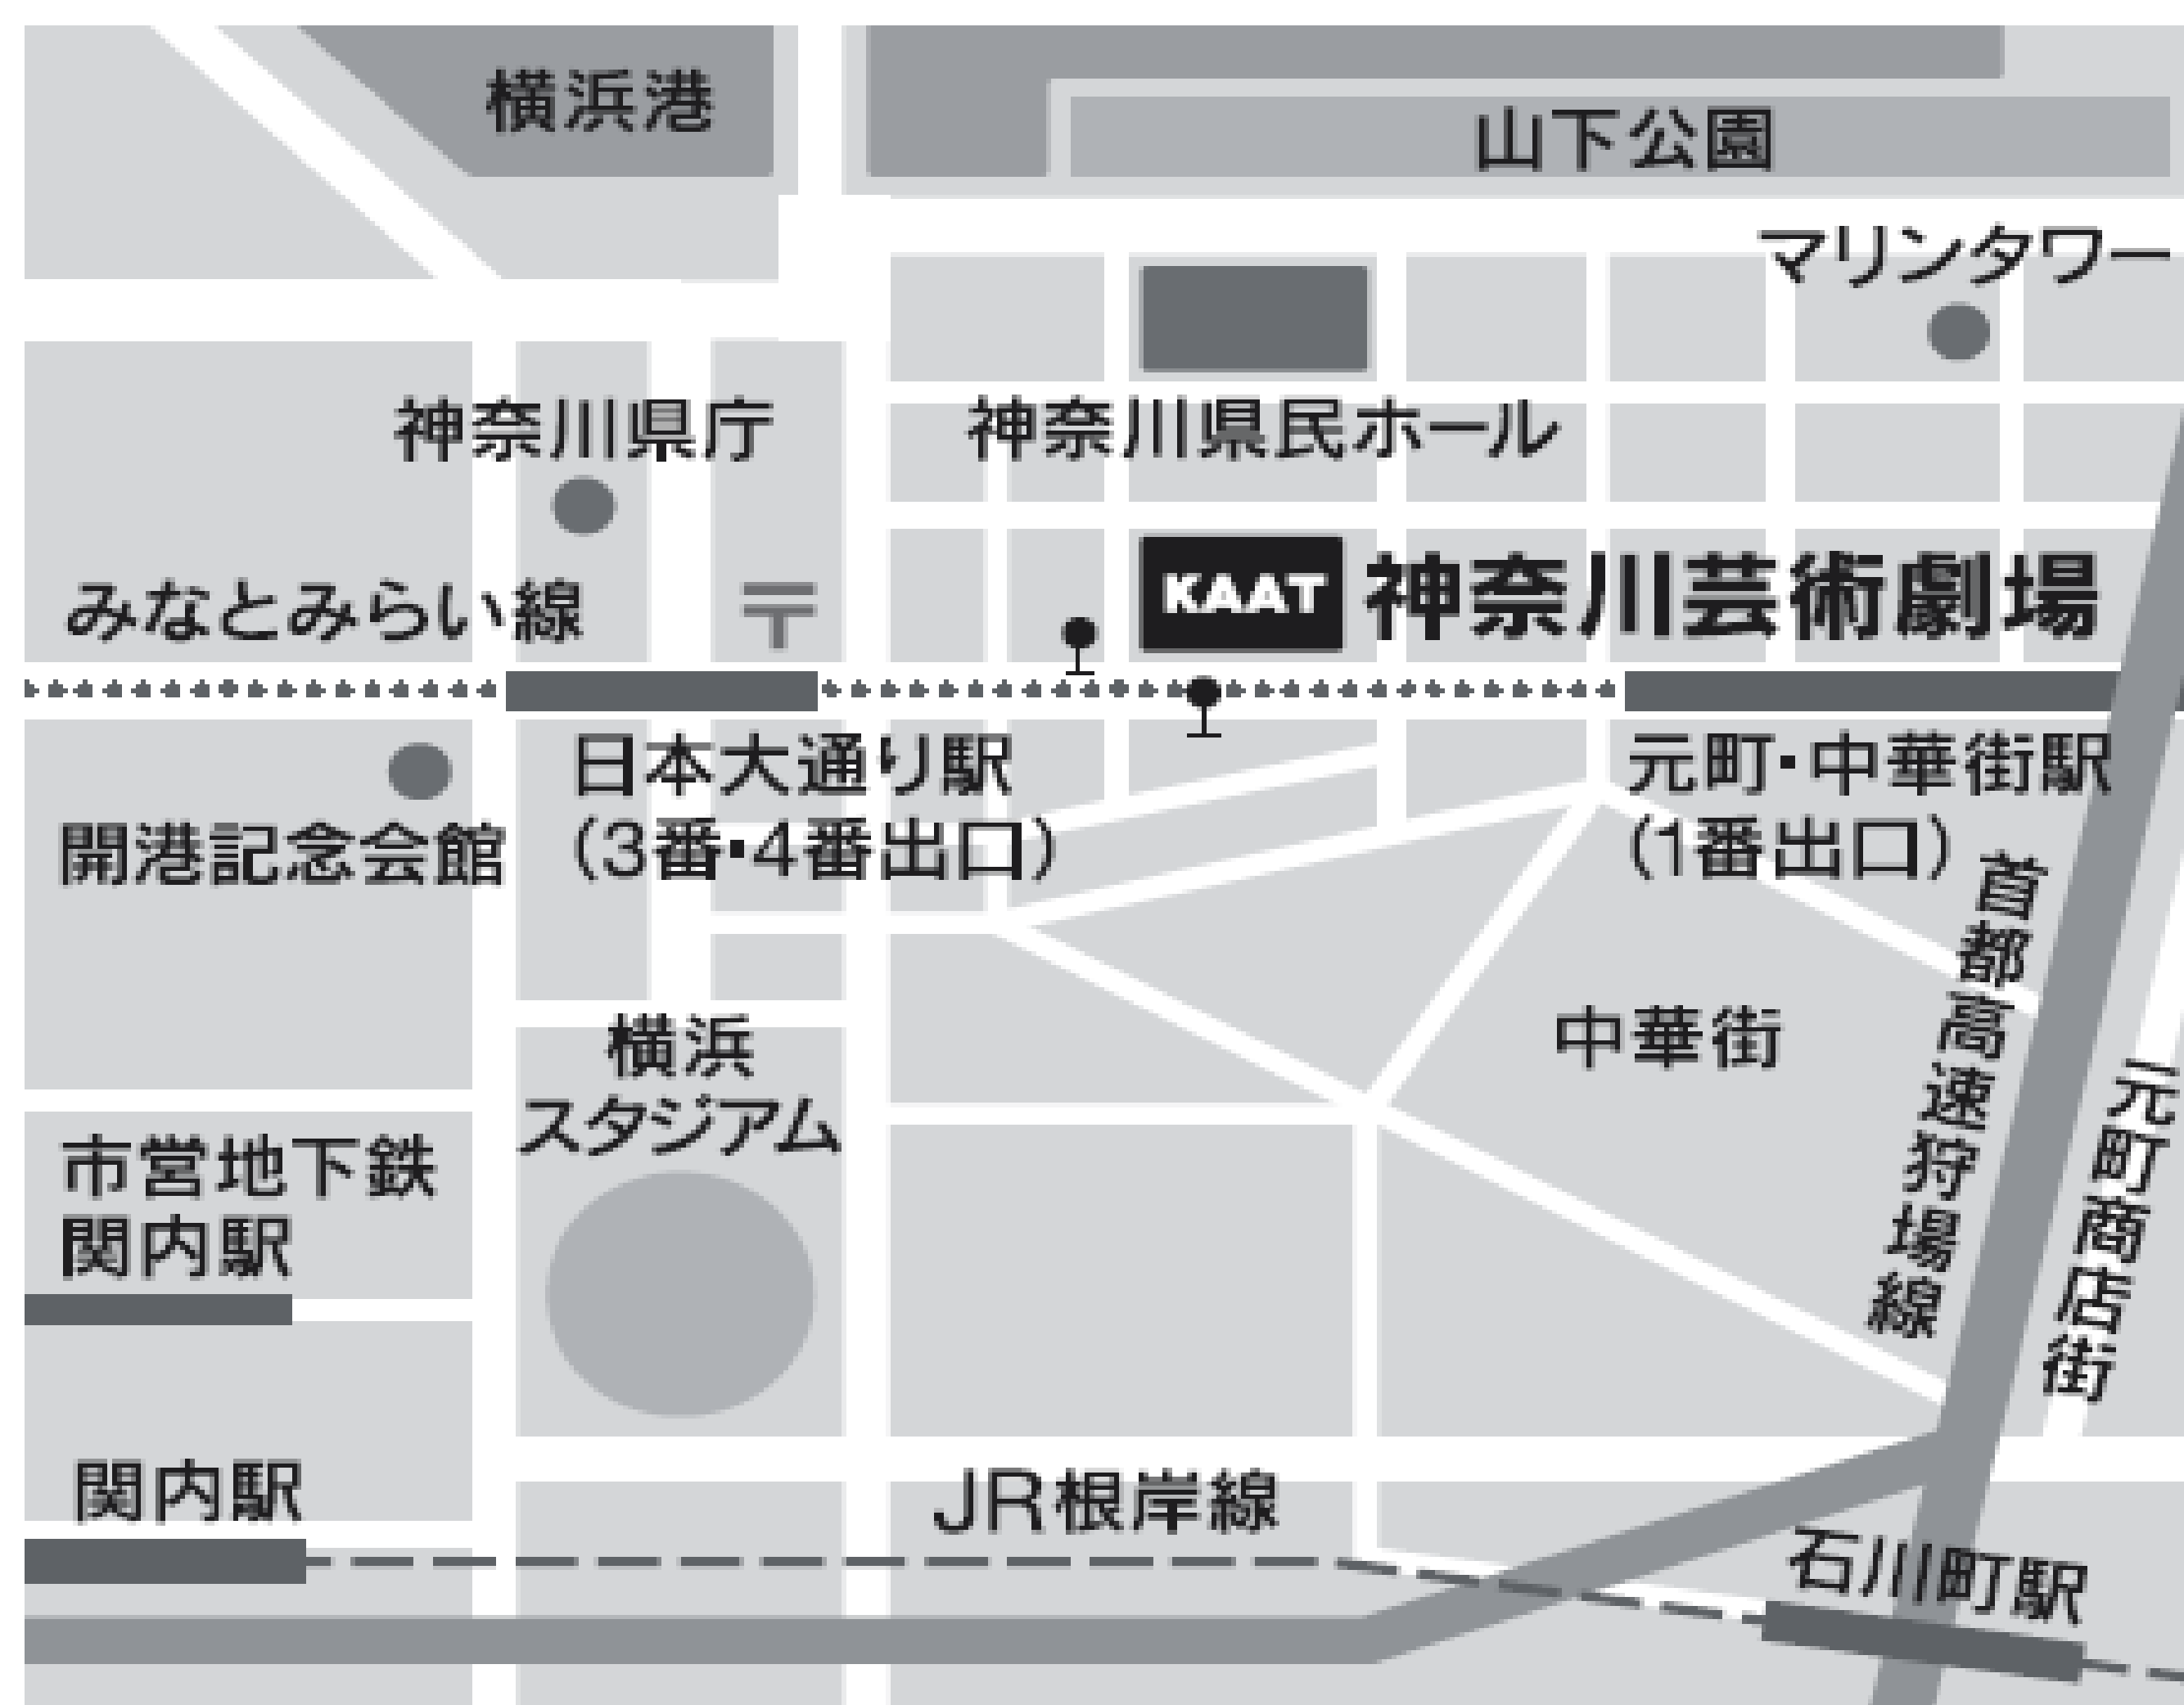 横浜港
山下公園
マリンタワー
神奈川県庁
神奈川県民ホール
みなとみらい線
〒
KAAT 神奈川芸術劇場
日本大通り駅
(3番・4番出口)
元町・中華街駅
(1番出口)
開港記念会館
首都高速狩場線
中華街
横浜
スタジアム
元町商店街
市営地下鉄
関内駅
関内駅
JR根岸線
石川町駅